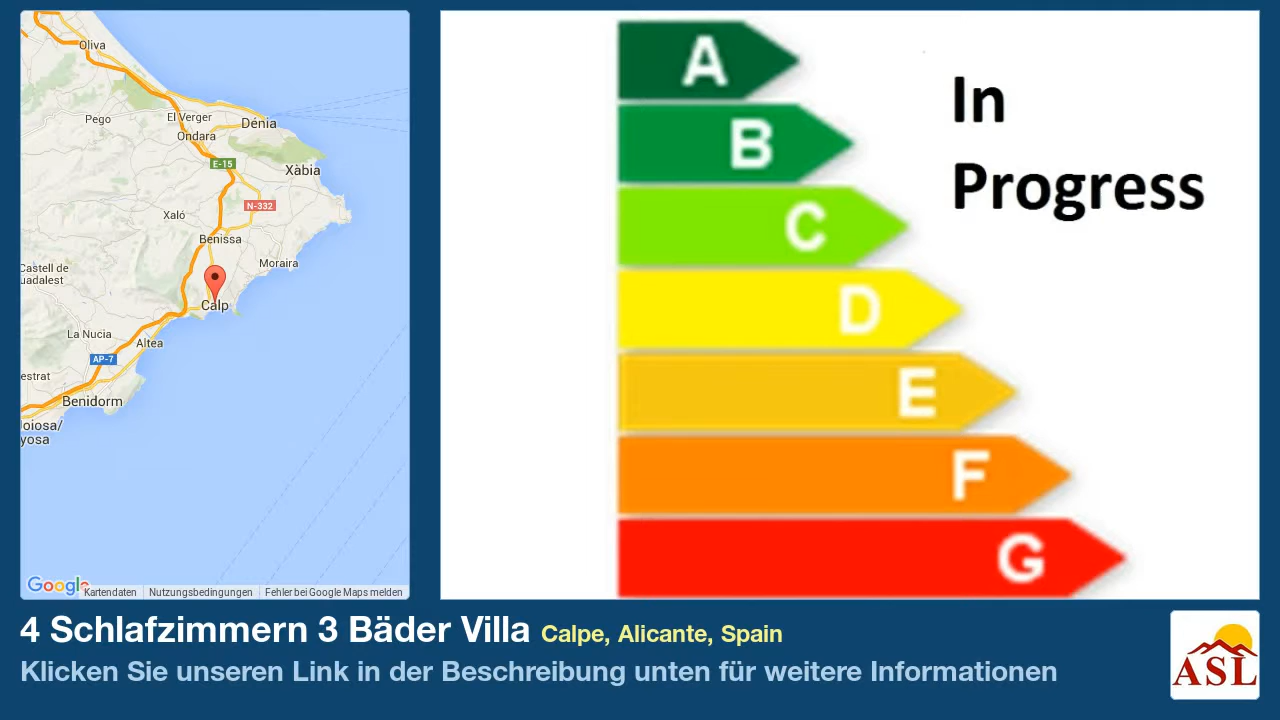 Oliva
Pego
El Verger
Ondara
Dénia
E-15
Xàbia
N-332
Xaló
Benissa
Moraira
Castell de
uadalest
Calp
La Nucia
Altea
AP-7
estrat
Benidorm
oiosa/
yosa
Google
Kartendaten
Nutzungsbedingungen
Fehler bei Google Maps melden
A
B
C
D
E
F
G
In
Progress
4 Schlafzimmern 3 Bäder Villa Calpe, Alicante, Spain
Klicken Sie unseren Link in der Beschreibung unten für weitere Informationen
ASL